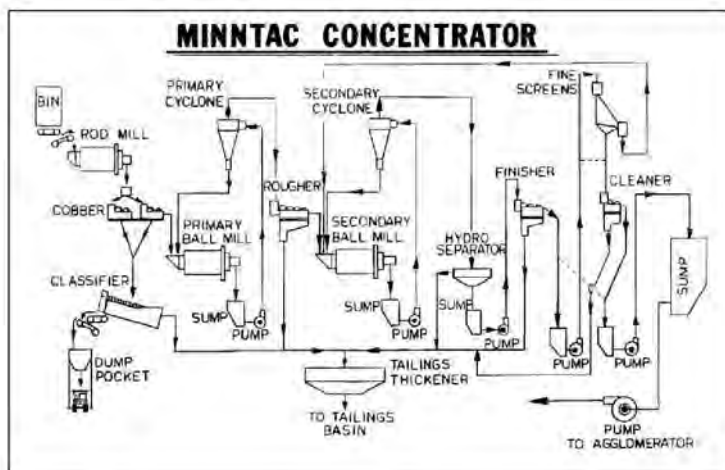 MINNTAC CONCENTRATOR
BIN
ROD MILL
COBBER
CLASSIFIER
DUMP
POCKET
PRIMARY
CYCLONE
PRIMARY
BALL MILL
SUMP
PUMP
ROUGHER
SECONDARY
CYCLONE
SECONDARY
BALL MILL
SUMP
PUMP
HYDRO
SEPARATOR
SUMP
PUMP
FINISHER
FINE
SCREENS
CLEANER
PUMP
PUMP
SUMP
TAILINGS
THICKENER
TO TAILINGS
BASIN
PUMP
TO AGGLOMERATOR